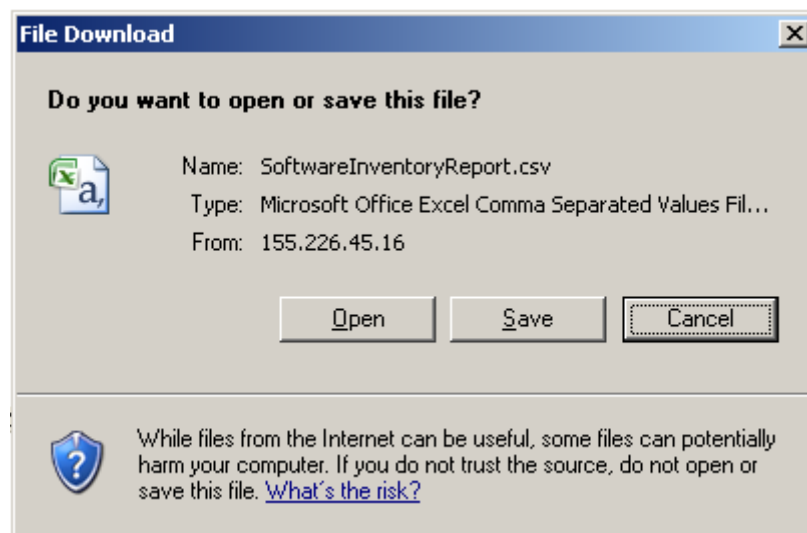 File Download
Do you want to open or save this file?
Name: SoftwareInventoryReport.csv
Type: Microsoft Office Excel Comma Separated Values Fil...
From: 155.226.45.16
Open Save Cancel
While files from the Internet can be useful, some files can potentially
harm your computer. If you do not trust the source, do not open or
save this file. What's the risk?